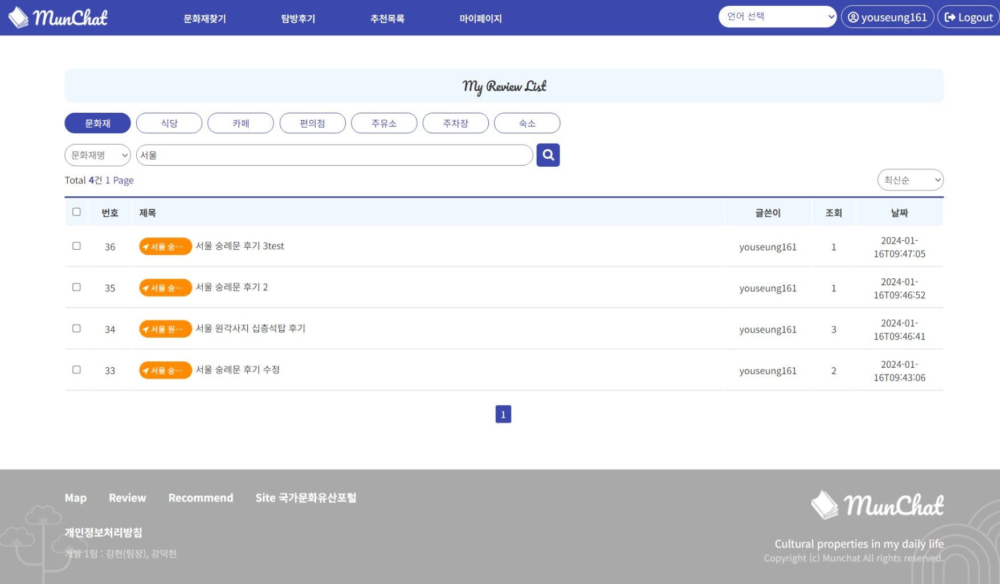 MunChat 문화재찾기 탐방후기 추천목록 마이페이지 언어 선택 youseung161 Logout
My Review List
문화재 식당 카페 편의점 주유소 주차장 숙소
문화재명 서울
Total 4건 1 Page 최신순
번호 제목 글쓴이 조회 날짜
36 서울 숭… 서울 숭례문 후기 3test youseung161 1 2024-01-
16T09:47:05
35 서울 숭… 서울 숭례문 후기 2 youseung161 1 2024-01-
16T09:46:52
34 서울 원… 서울 원각사지 십층석탑 후기 youseung161 3 2024-01-
16T09:46:41
33 서울 숭… 서울 숭례문 후기 수정 youseung161 2 2024-01-
16T09:43:06
1
Map Review Recommend Site 국가문화유산포털
MunChat
개인정보처리방침
개발 1팀 : 김현(팀장), 강덕현
Cultural properties in my daily life
Copyright (c) Munchat All rights reserved.